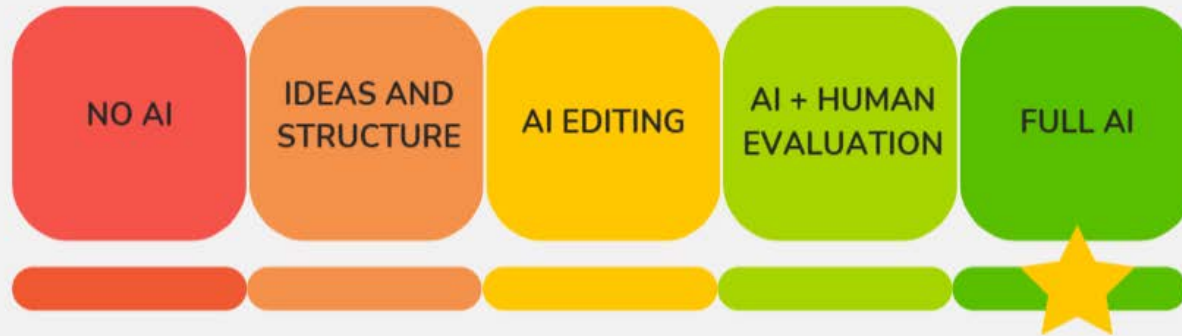 NO AI
IDEAS AND
STRUCTURE
AI EDITING
AI + HUMAN
EVALUATION
FULL AI